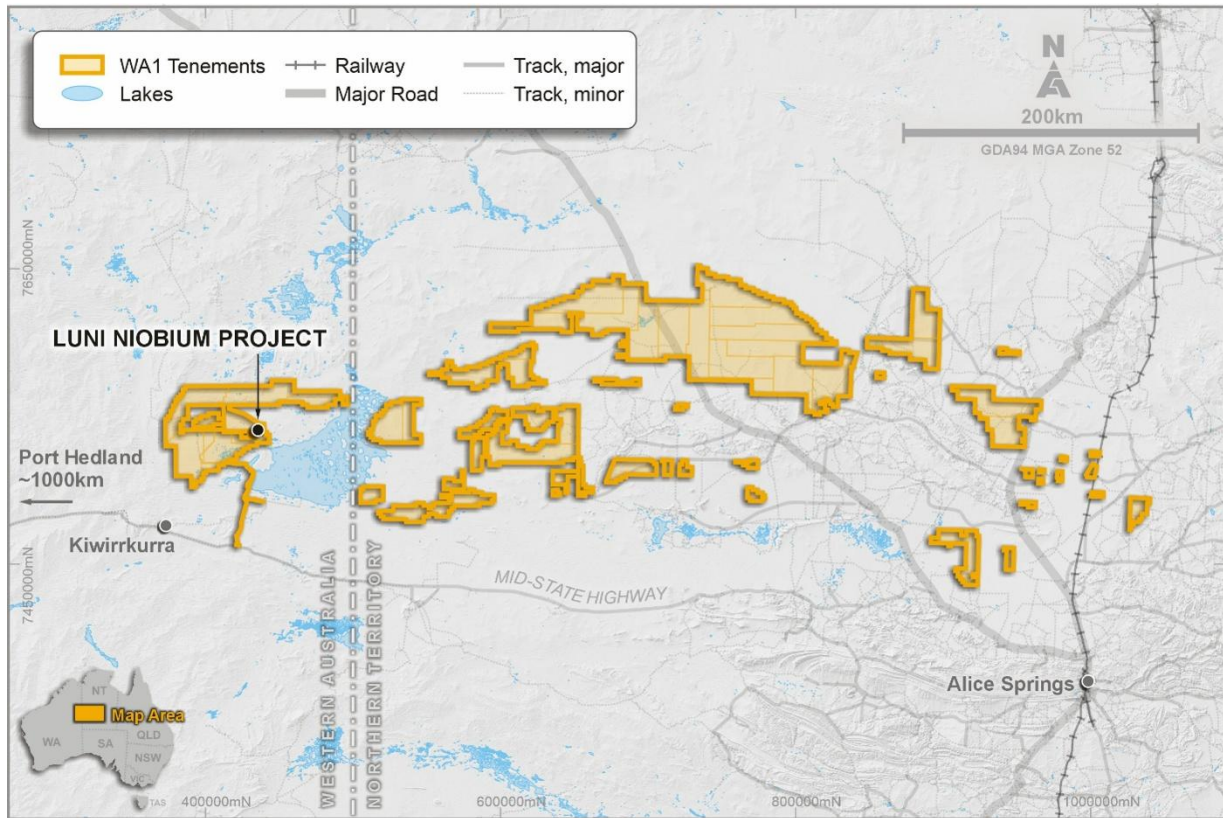 WA1 Tenements
Railway
Track, major
Lakes
Major Road
Track, minor
N
200km
GDA94 MGA Zone 52
7650000mN
LUNI NIOBIUM PROJECT
Port Hedland
~1000km
Kiwirrkurra
7450000mN
MID-STATE HIGHWAY
WESTERN AUSTRALIA
NORTHERN TERRITORY
Alice Springs
NT
Map Area
QLD
WA
SA
NSW
VIC
TAS
400000mN
600000mN
800000mN
1000000mN